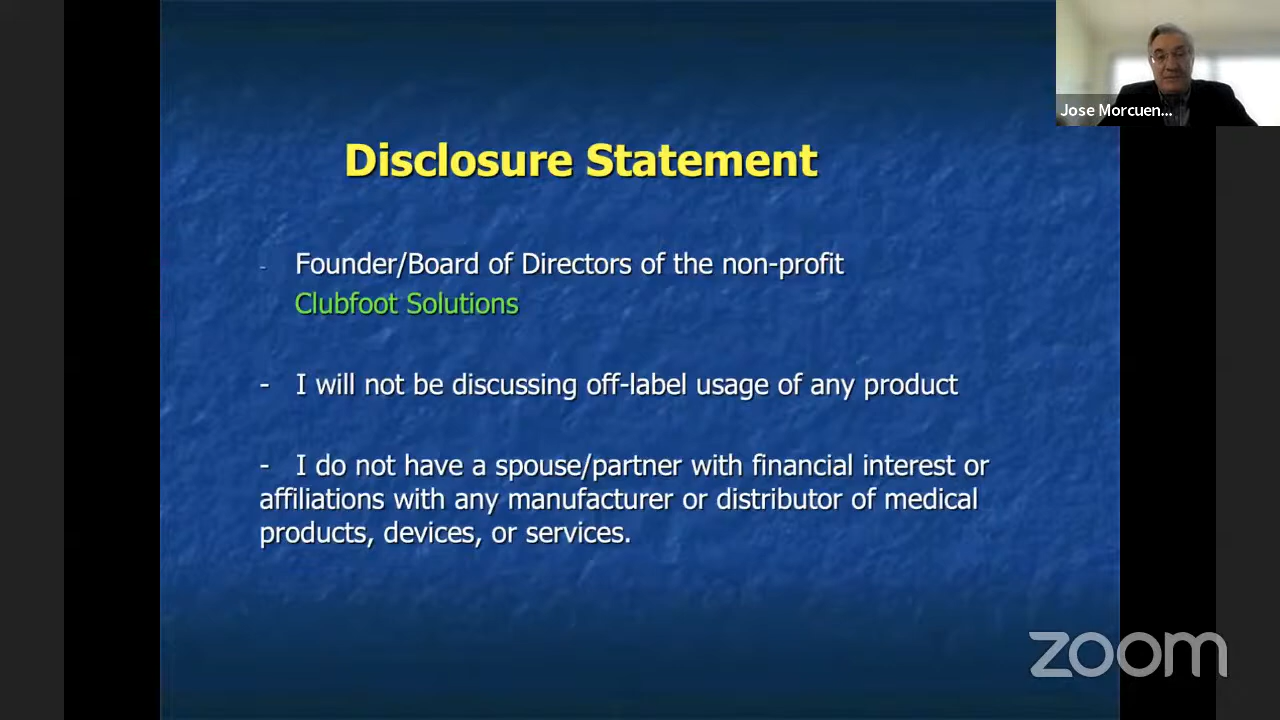 Jose Morcuen...
Disclosure Statement
- Founder/Board of Directors of the non-profit
Clubfoot Solutions
- I will not be discussing off-label usage of any product
- I do not have a spouse/partner with financial interest or
affiliations with any manufacturer or distributor of medical
products, devices, or services.
zoom